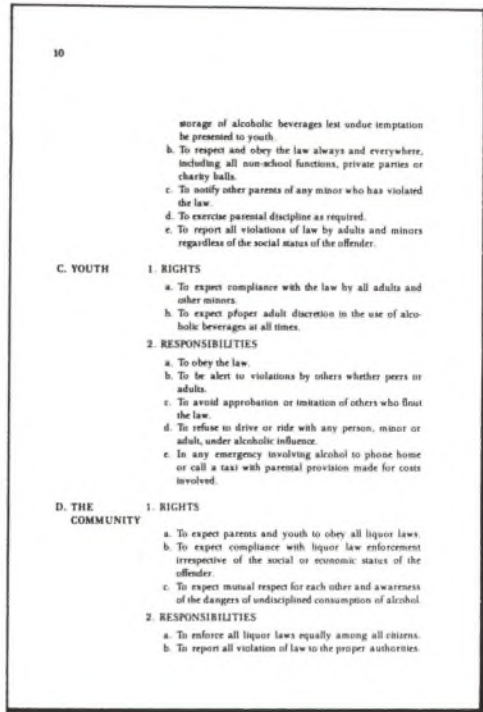 10
storage of alcoholic beverages lest undue temptation
be presented to youth.
b. To respect and obey the law always and everywhere,
including all non-school functions, private parties or
charity balls.
c. To notify other parents of any minor who has violated
the law.
d. To exercise parental discipline as required.
e. To report all violations of law by adults and minors
regardless of the social status of the offender.
C. YOUTH 1. RIGHTS
a. To expect compliance with the law by all adults and
other minors.
b. To expect proper adult discretion in the use of alco-
holic beverages at all times.
2. RESPONSIBILITIES
a. To obey the law.
b. To be alert to violations by others whether peers or
adults.
c. To avoid approbation or imitation of others who flout
the law.
d. To refuse to drive or ride with any person, minor or
adult, under alcoholic influence.
e. In any emergency involving alcohol to phone home
or call a taxi with parental provision made for costs
involved.
D. THE 1. RIGHTS
COMMUNITY
a. To expect parents and youth to obey all liquor laws.
b. To expect compliance with liquor law enforcement
irrespective of the social or economic status of the
offender.
c. To expect mutual respect for each other and awareness
of the dangers of undisciplined consumption of alcohol.
2. RESPONSIBILITIES
a. To enforce all liquor laws equally among all citizens.
b. To report all violation of law to the proper authorities.